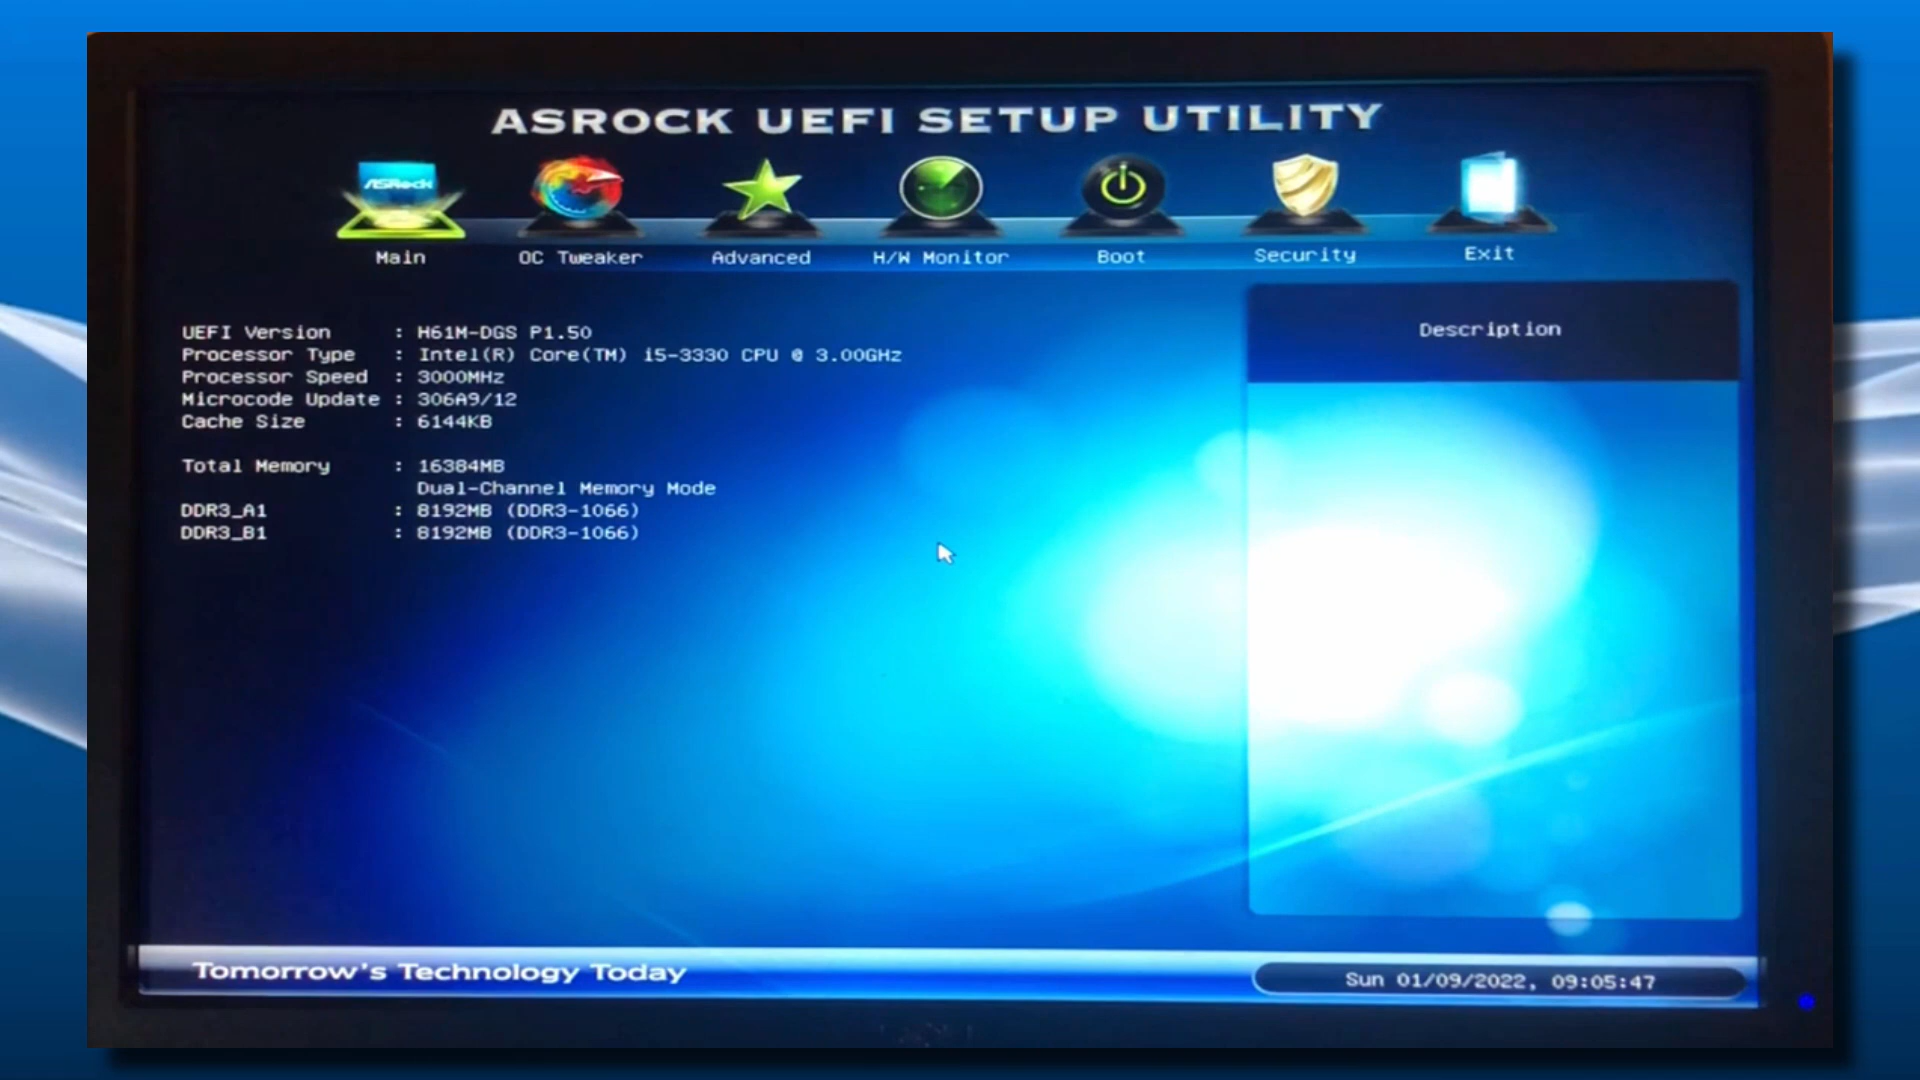 ASROCK UEFI SETUP UTILITY
ASRock
Main OC Tweaker Advanced H/W Monitor Boot Security Exit
Description
UEFI Version : H61M-DGS P1.50
Processor Type : Intel(R) Core(TM) i5-3330 CPU @ 3.00GHz
Processor Speed : 3000MHz
Microcode Update : 306A9/12
Cache Size : 6144KB
Total Memory : 16384MB
Dual-Channel Memory Mode
DDR3_A1 : 8192MB (DDR3-1066)
DDR3_B1 : 8192MB (DDR3-1066)
Tomorrow's Technology Today
Sun 01/09/2022, 09:05:47